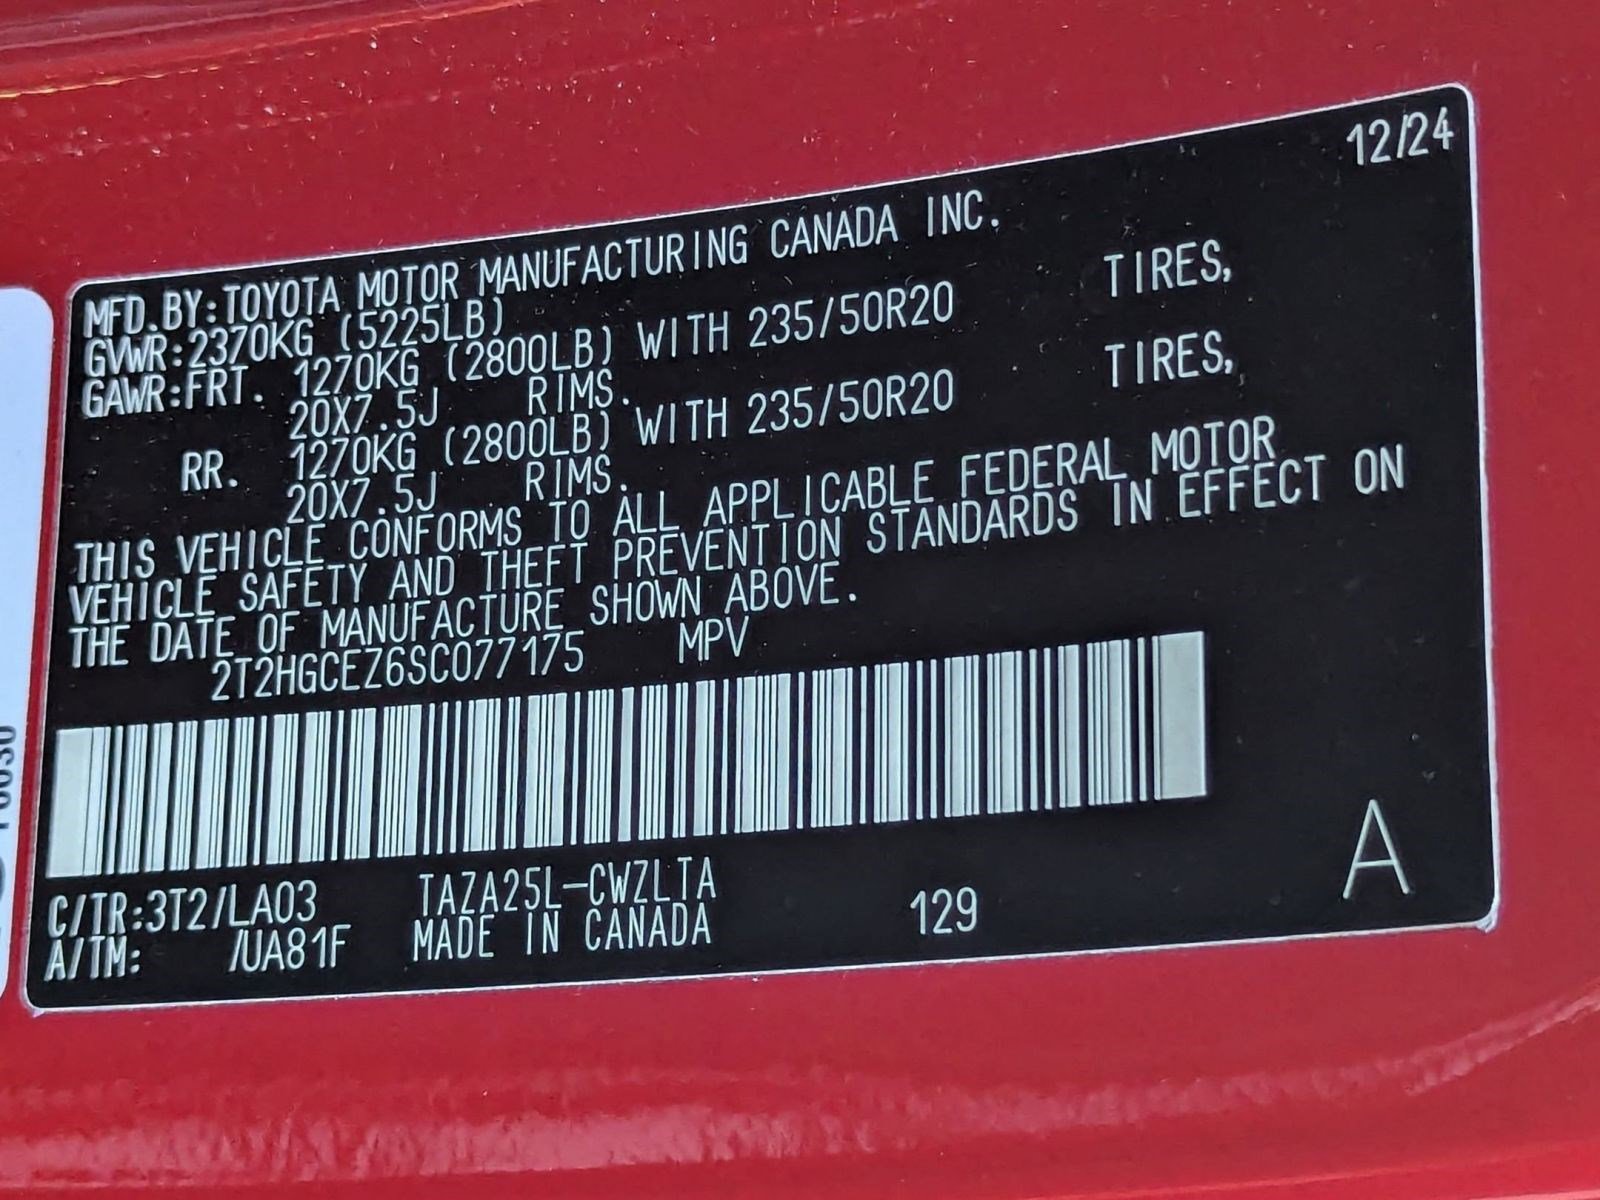 12/24
MFD.BY:TOYOTA MOTOR MANUFACTURING CANADA INC.
GVWR:2370KG (5225LB)
GAWR:FRT. 1270KG (2800LB) WITH 235/50R20 TIRES,
20X7.5J RIMS.
RR. 1270KG (2800LB) WITH 235/50R20 TIRES,
20X7.5J RIMS.
THIS VEHICLE CONFORMS TO ALL APPLICABLE FEDERAL MOTOR
VEHICLE SAFETY AND THEFT PREVENTION STANDARDS IN EFFECT ON
THE DATE OF MANUFACTURE SHOWN ABOVE.
2T2HGCEZ6SC077175 MPV
C/TR:3T2/LA03 TAZA25L-CWZLTA
A/TM: /UA81F MADE IN CANADA 129 A